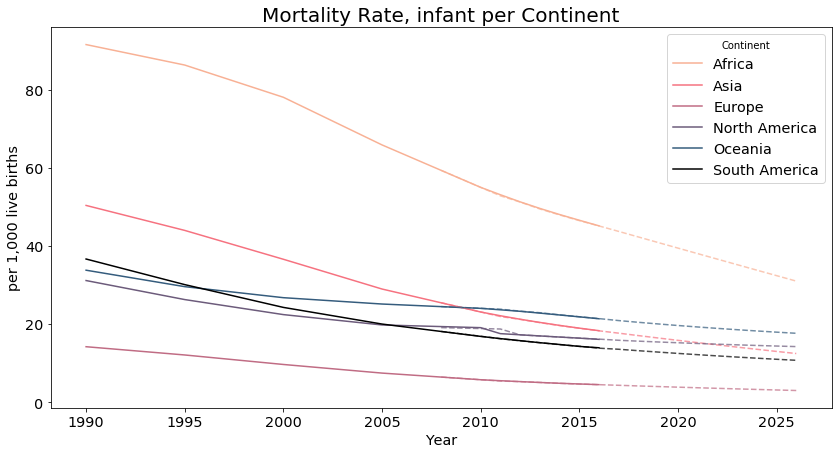 Mortality Rate, infant per Continent
per 1,000 live births
80
60
40
20
0
Continent
Africa
Asia
Europe
North America
Oceania
South America
1990 1995 2000 2005 2010 2015 2020 2025
Year